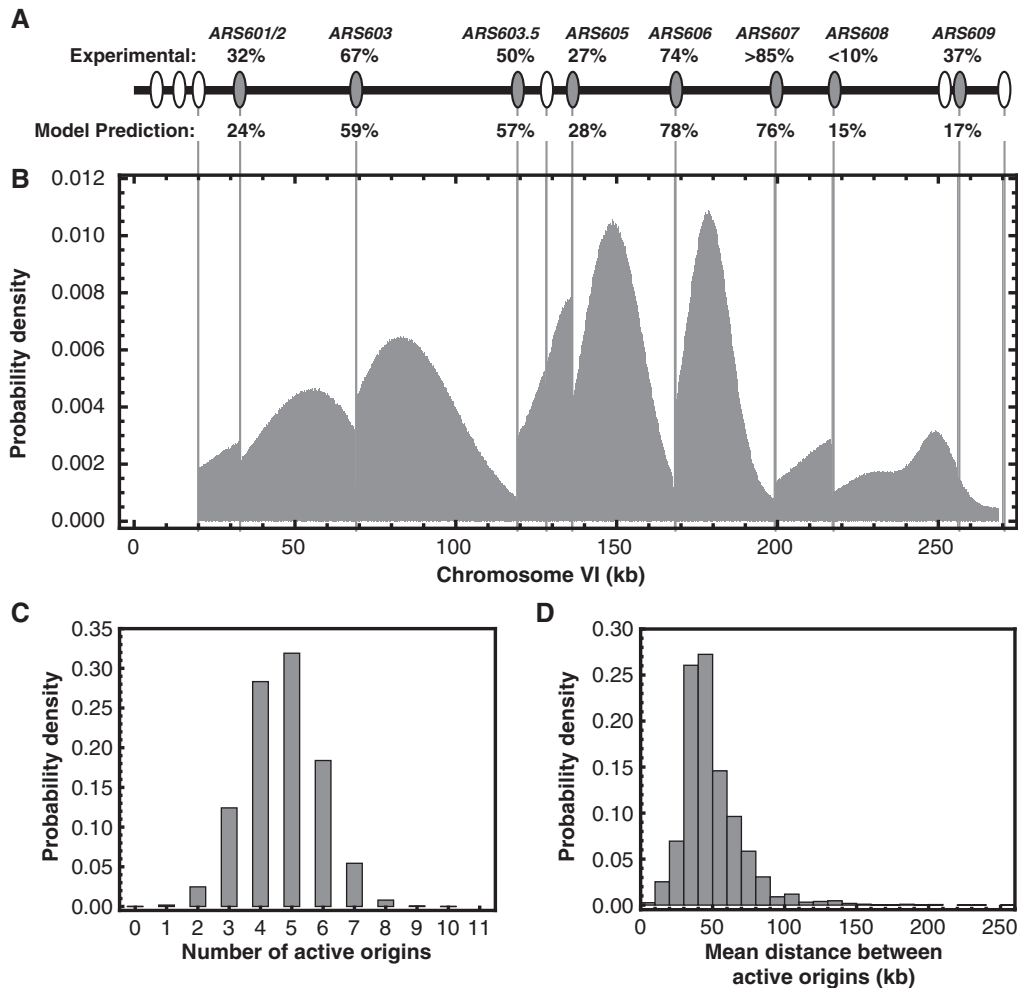 A
ARS601/2 ARS603 ARS603.5 ARS605 ARS606 ARS607 ARS608 ARS609
Experimental: 32% 67% 50% 27% 74% >85% <10% 37%
Model Prediction: 24% 59% 57% 28% 78% 76% 15% 17%
B
0.012
0.010
0.008
0.006
0.004
0.002
0.000
Probability density
0 50 100 150 200 250
Chromosome VI (kb)
C
0.35
0.30
0.25
0.20
0.15
0.10
0.05
0.00
Probability density
0 1 2 3 4 5 6 7 8 9 10 11
Number of active origins
D
0.30
0.25
0.20
0.15
0.10
0.05
0.00
Probability density
0 50 100 150 200 250
Mean distance between
active origins (kb)